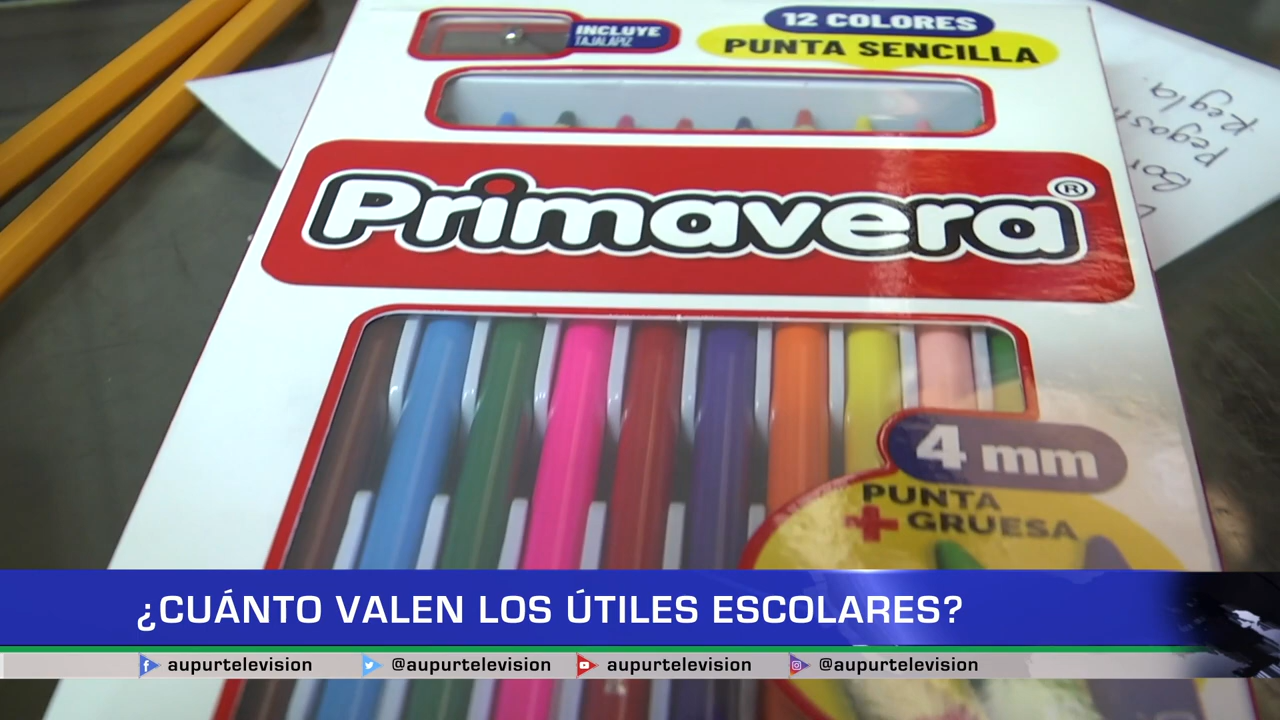 INCLUYE
TAJALÁPIZ
12 COLORES
PUNTA SENCILLA
Primavera®
Regla
4 mm
PUNTA
+ GRUESA
¿CUÁNTO VALEN LOS ÚTILES ESCOLARES?
aupurtelevision
@aupurtelevision
aupurtelevision
@aupurtelevision